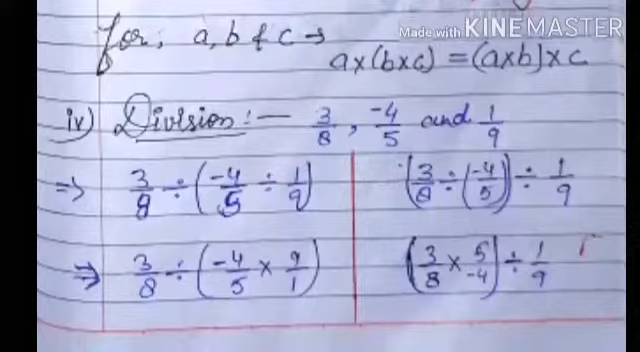 for, a, b & c →
Made with KINEMASTER
a×(b×c) = (a×b)×c
iv) Division :— 3/8, -4/5 and 1/9
⇒ 3/8 ÷ (-4/5 ÷ 1/9) (3/8 ÷ (-4/5)) ÷ 1/9
⇒ 3/8 ÷ (-4/5 × 9/1) (3/8 × 5/-4) ÷ 1/9